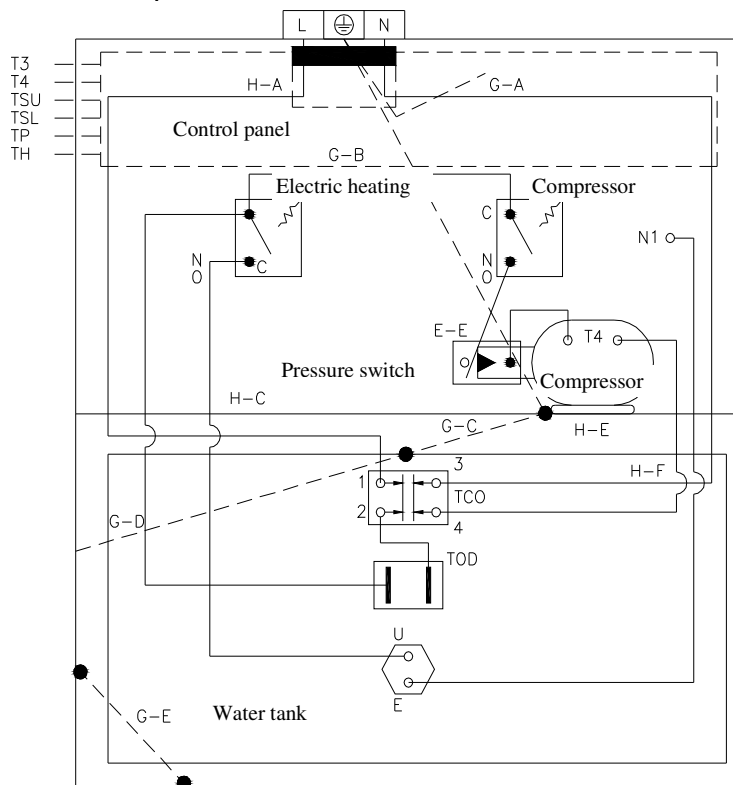 L N
T3
T4
TSU
TSL
TP
TH
H-A
G-A
Control panel
G-B
Electric heating
Compressor
C
N
O
C
N
O
N1
E-E
T4
Pressure switch
Compressor
H-C
G-C
H-E
3
H-F
1
TCO
2
4
G-D
TOD
U
E
G-E
Water tank